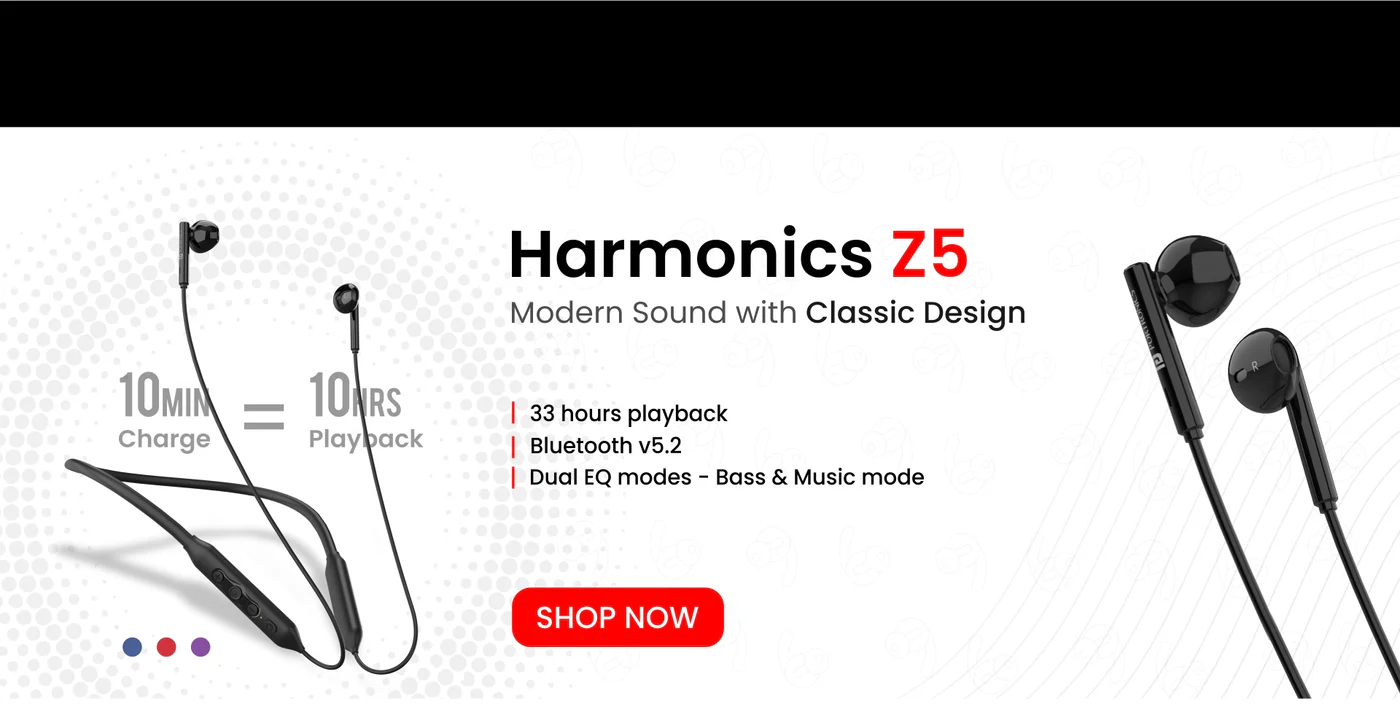 Harmonics Z5
Modern Sound with Classic Design
10MIN = 10HRS
Charge Playback
33 hours playback
Bluetooth v5.2
Dual EQ modes - Bass & Music mode
SHOP NOW
PORTRONICS
R